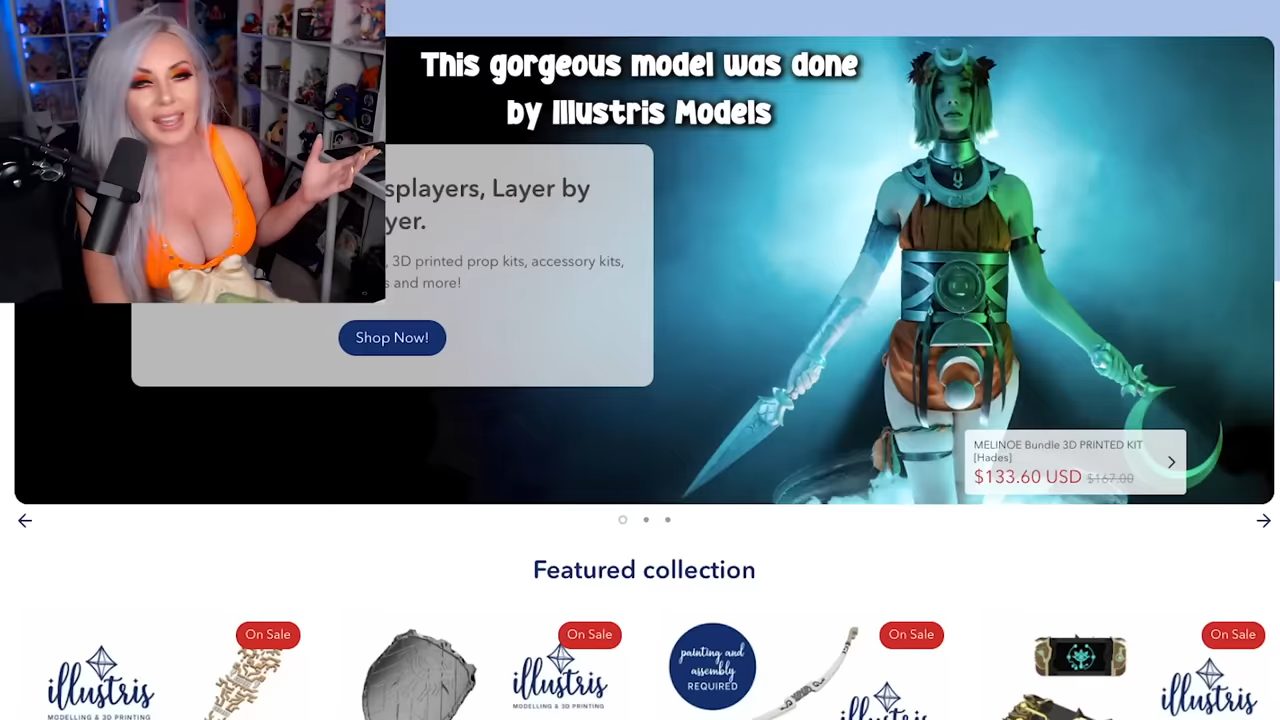 This gorgeous model was done
by Illustris Models
splayers, Layer by
yer.
, 3D printed prop kits, accessory kits,
s and more!
Shop Now!
MELINOE Bundle 3D PRINTED KIT
[Hades]
$133.60 USD $167.00
Featured collection
On Sale
On Sale
On Sale
On Sale
illustris
MODELLING & 3D PRINTING
illustris
MODELLING & 3D PRINTING
painting and
assembly
REQUIRED
illustris
illustris